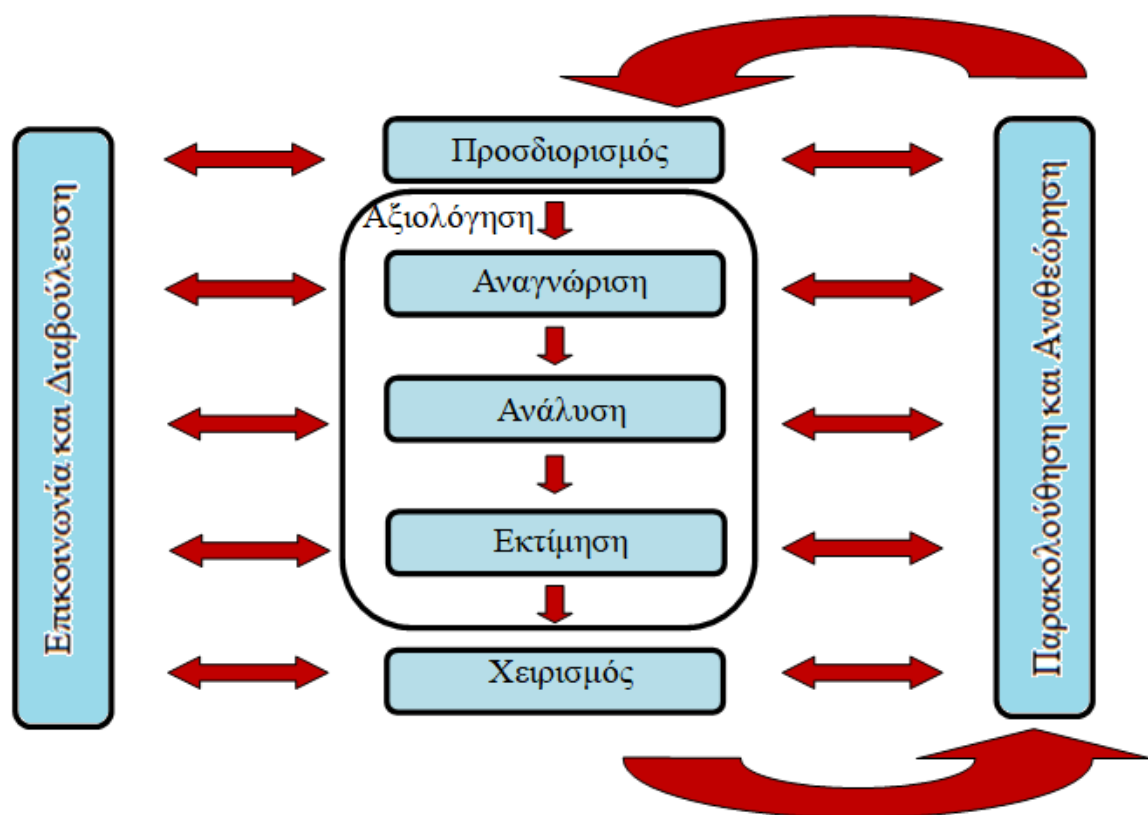 Προσδιορισμός
Αξιολόγηση
Αναγνώριση
Ανάλυση
Εκτίμηση
Χειρισμός
Επικοινωνία και Διαβούλευση
Παρακολούθηση και Αναθεώρηση